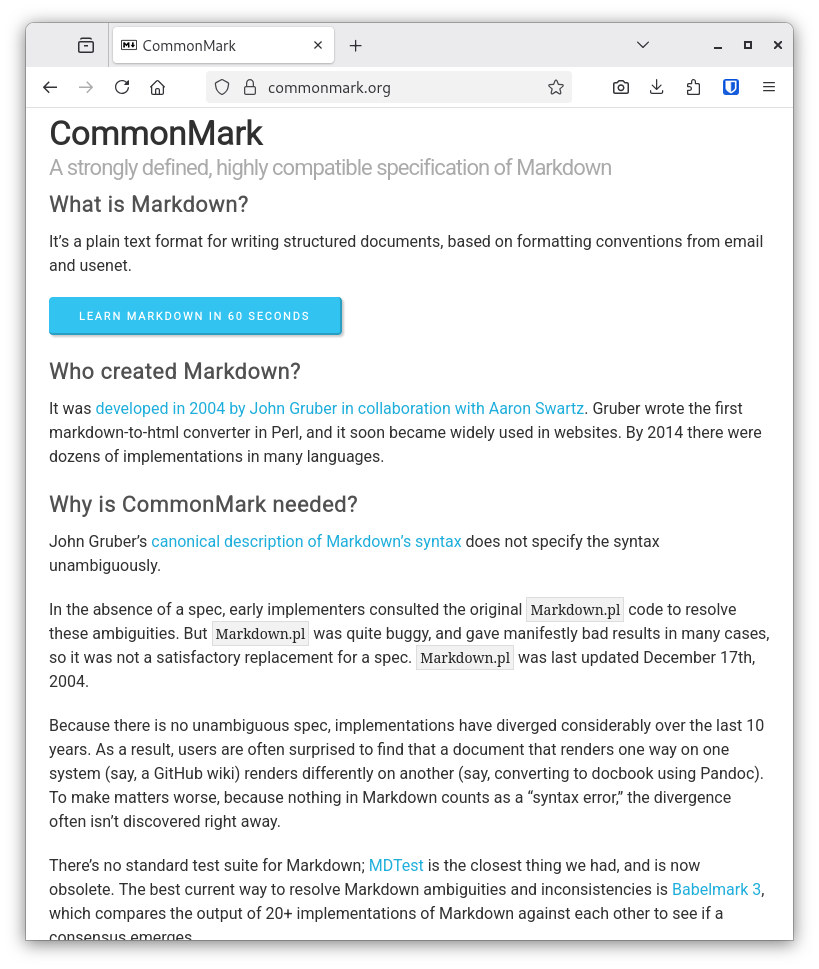 CommonMark
commonmark.org
CommonMark
A strongly defined, highly compatible specification of Markdown
What is Markdown?
It’s a plain text format for writing structured documents, based on formatting conventions from email
and usenet.
LEARN MARKDOWN IN 60 SECONDS
Who created Markdown?
It was developed in 2004 by John Gruber in collaboration with Aaron Swartz. Gruber wrote the first
markdown-to-html converter in Perl, and it soon became widely used in websites. By 2014 there were
dozens of implementations in many languages.
Why is CommonMark needed?
John Gruber’s canonical description of Markdown’s syntax does not specify the syntax
unambiguously.
In the absence of a spec, early implementers consulted the original Markdown.pl code to resolve
these ambiguities. But Markdown.pl was quite buggy, and gave manifestly bad results in many cases,
so it was not a satisfactory replacement for a spec. Markdown.pl was last updated December 17th,
2004.
Because there is no unambiguous spec, implementations have diverged considerably over the last 10
years. As a result, users are often surprised to find that a document that renders one way on one
system (say, a GitHub wiki) renders differently on another (say, converting to docbook using Pandoc).
To make matters worse, because nothing in Markdown counts as a “syntax error,” the divergence
often isn’t discovered right away.
There’s no standard test suite for Markdown; MDTest is the closest thing we had, and is now
obsolete. The best current way to resolve Markdown ambiguities and inconsistencies is Babelmark 3,
which compares the output of 20+ implementations of Markdown against each other to see if a
consensus emerges.